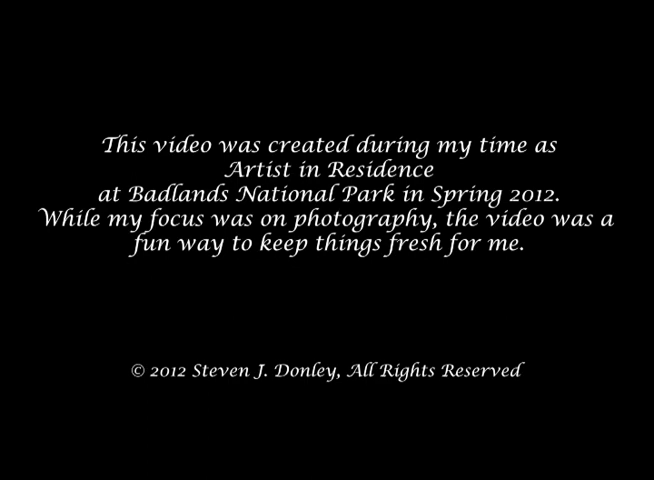 This video was created during my time as
Artist in Residence
at Badlands National Park in Spring 2012.
While my focus was on photography, the video was a
fun way to keep things fresh for me.
© 2012 Steven J. Donley, All Rights Reserved